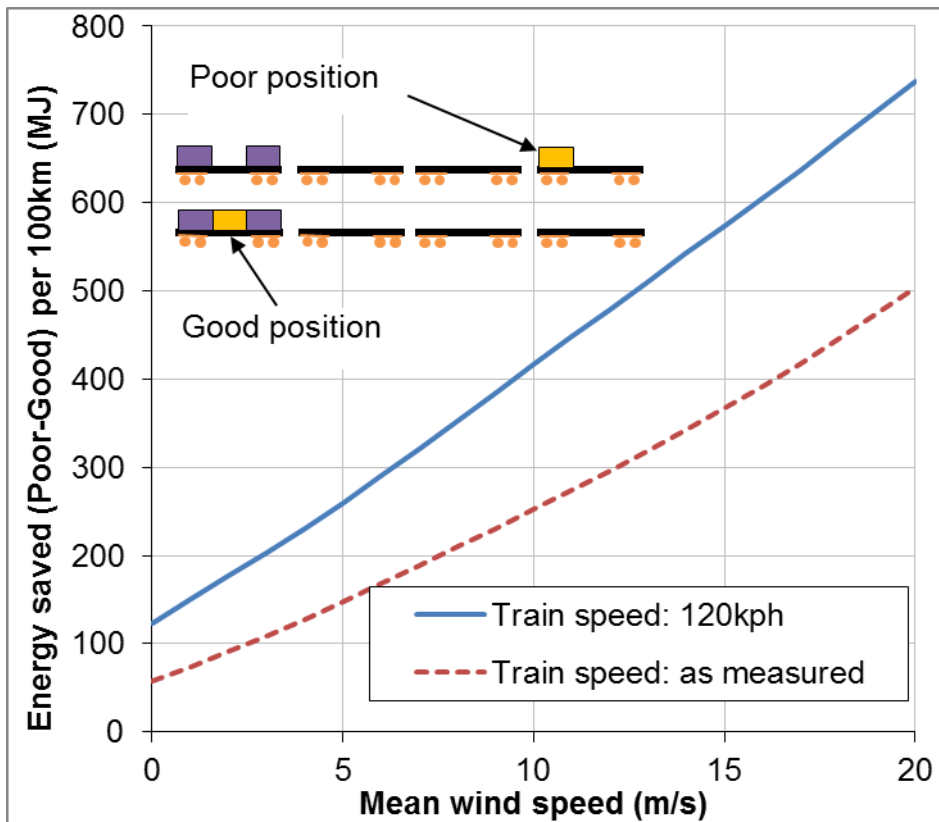 Energy saved (Poor-Good) per 100km (MJ)
800
700
600
500
400
300
200
100
0
Poor position
Good position
Train speed: 120kph
Train speed: as measured
0 5 10 15 20
Mean wind speed (m/s)